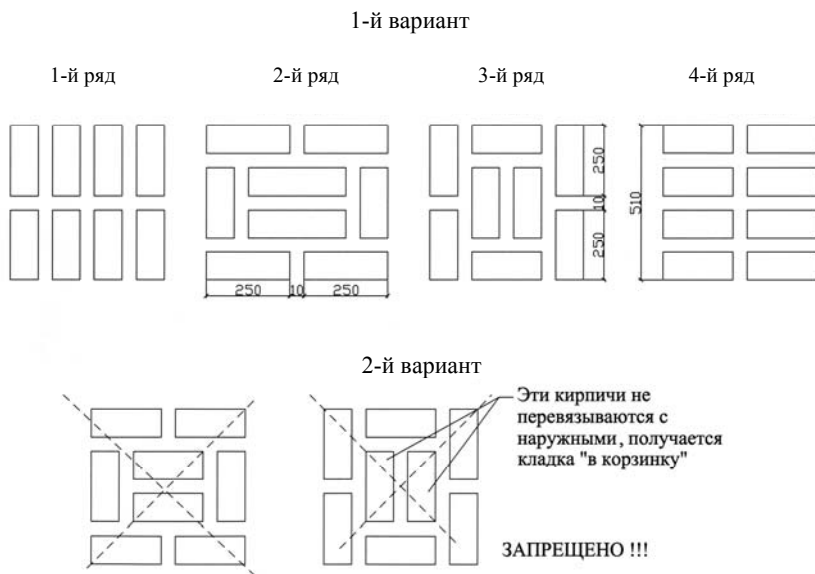 1-й вариант
1-й ряд
2-й ряд
3-й ряд
4-й ряд
250
10
250
250
10
250
510
2-й вариант
Эти кирпичи не
перевязываются с
наружными, получается
кладка "в корзинку"
ЗАПРЕЩЕНО !!!